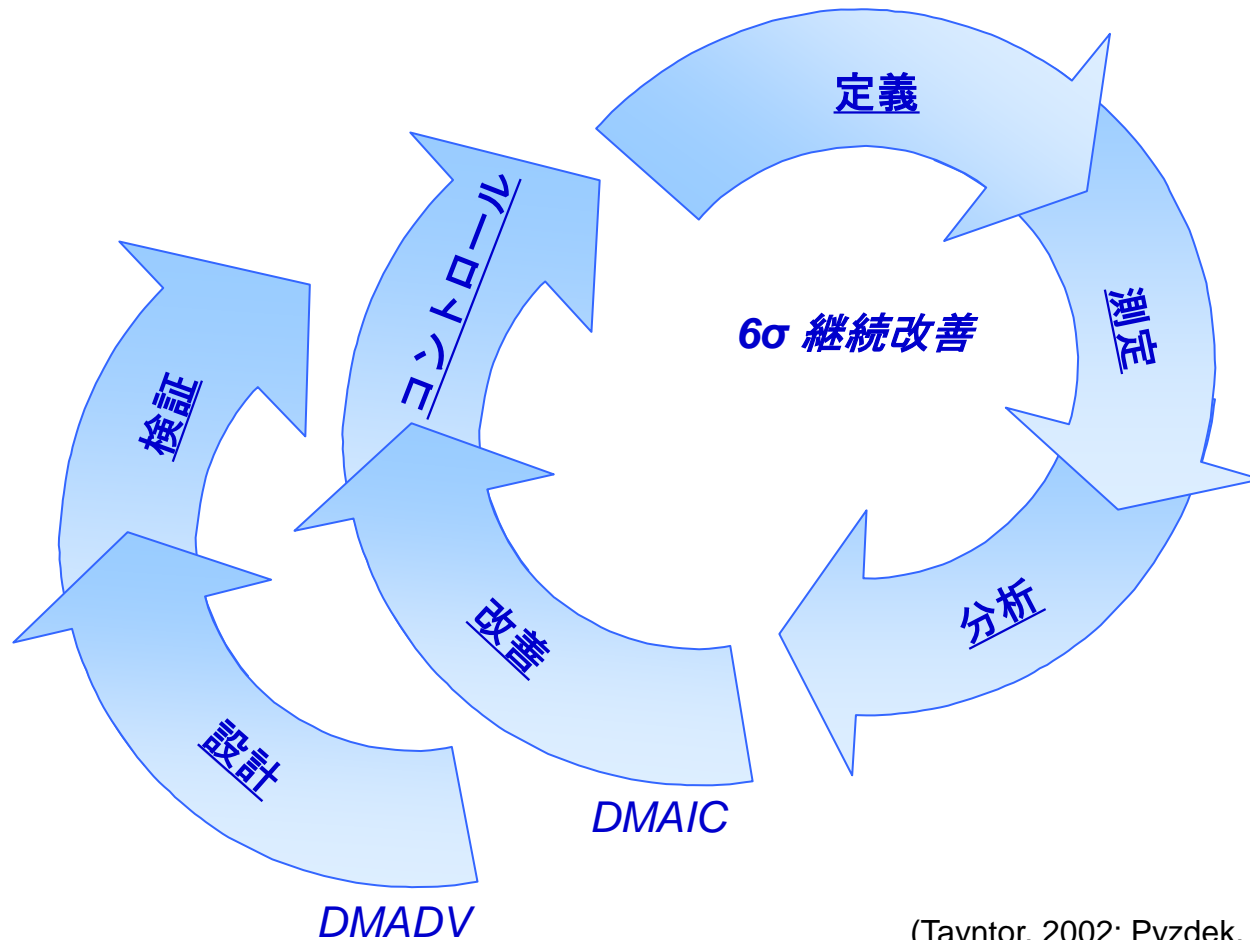 定義
測定
分析
改善
コントロール
設計
検証
6σ 継続改善
DMAIC
DMADV
(Tayntor, 2002; Pyzdek,